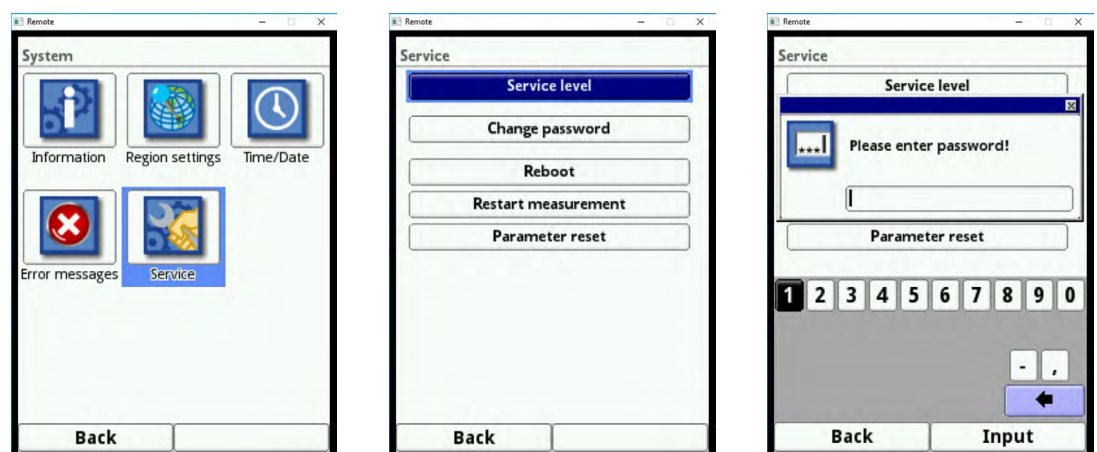 Remote
System
Information Region settings Time/Date
Error messages Service
Back
Remote
Service
Service level
Change password
Reboot
Restart measurement
Parameter reset
Back
Remote
Service
Service level
***
Please enter password!
Parameter reset
1 2 3 4 5 6 7 8 9 0
- ,
Back Input